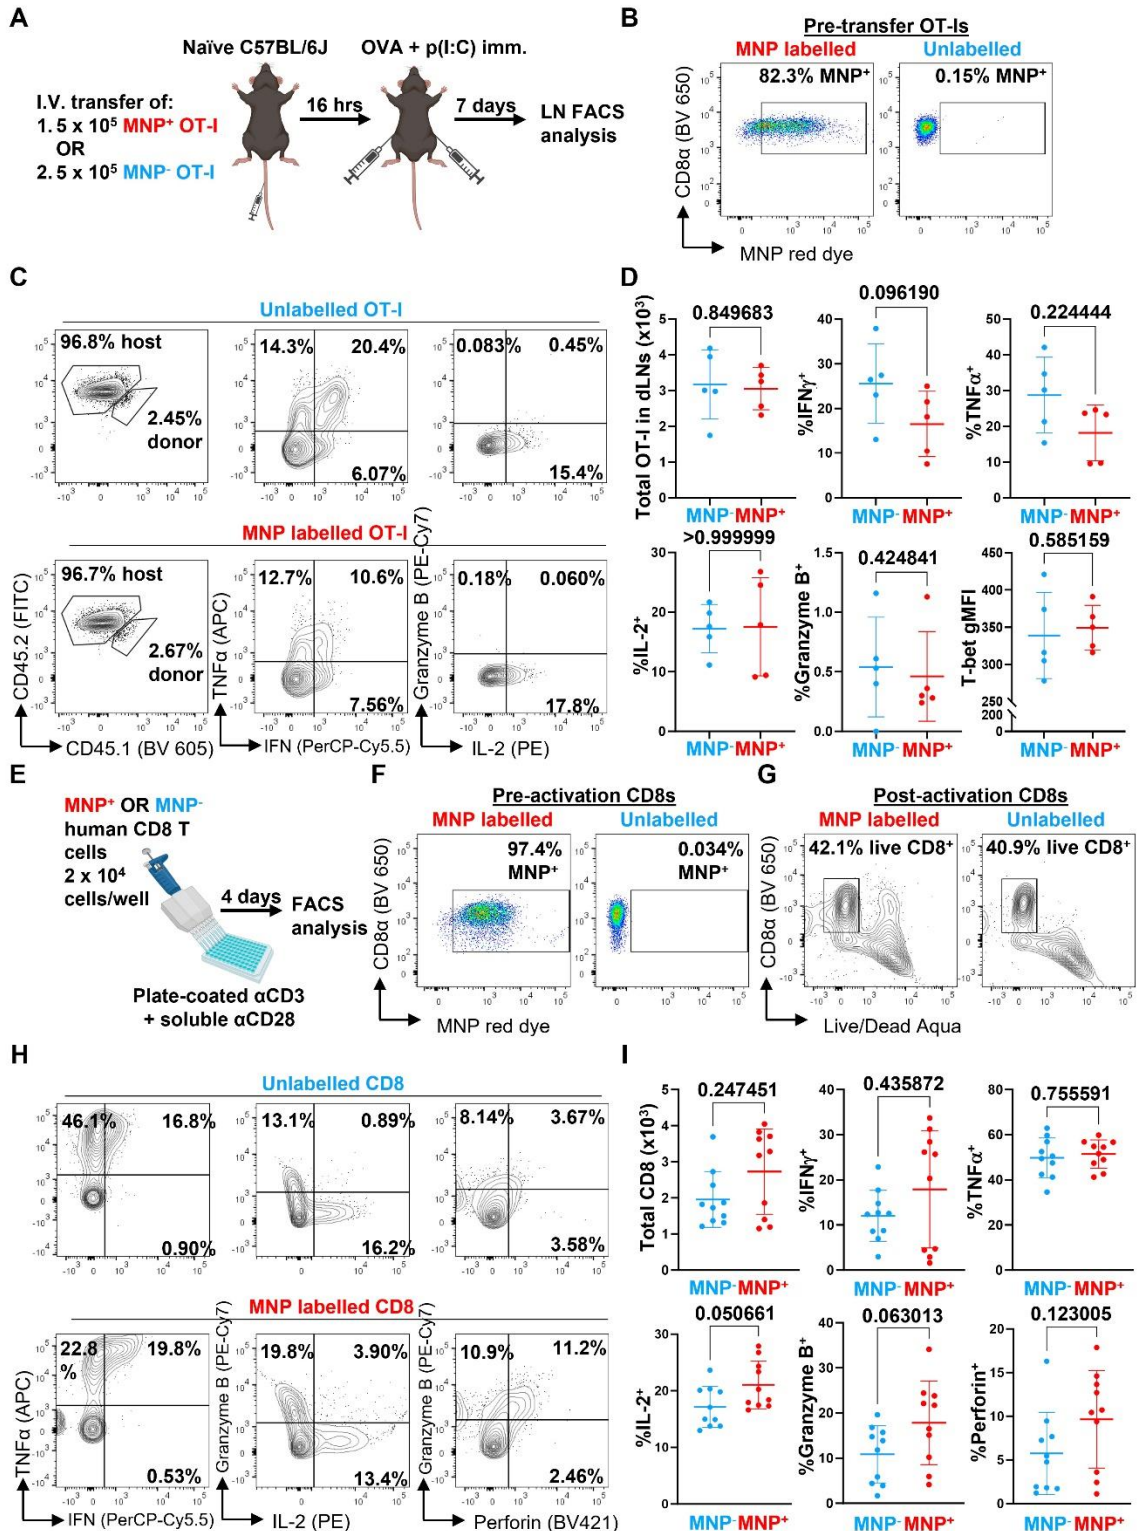 A
Naïve C57BL/6J
OVA + p(I:C) imm.
I.V. transfer of:
1. 5 x 10⁵ MNP⁺ OT-I
OR
2. 5 x 10⁵ MNP⁻ OT-I
16 hrs
7 days
LN FACS
analysis
B
Pre-transfer OT-Is
MNP labelled
Unlabelled
82.3% MNP⁺
0.15% MNP⁺
CD8α (BV 650)
MNP red dye
C
Unlabelled OT-I
96.8% host
2.45%
donor
14.3%
20.4%
6.07%
0.083%
0.45%
15.4%
MNP labelled OT-I
96.7% host
2.67%
donor
12.7%
10.6%
7.56%
0.18%
0.060%
17.8%
CD45.2 (FITC)
CD45.1 (BV 605)
TNFα (APC)
IFN (PerCP-Cy5.5)
Granzyme B (PE-Cy7)
IL-2 (PE)
D
Total OT-I in dLNs (x10³)
0.849683
MNP⁻ MNP⁺
%IFNγ⁺
0.096190
MNP⁻ MNP⁺
%TNFα⁺
0.224444
MNP⁻ MNP⁺
%IL-2⁺
>0.999999
MNP⁻ MNP⁺
%Granzyme B⁺
0.424841
MNP⁻ MNP⁺
T-bet gMFI
0.585159
MNP⁻ MNP⁺
E
MNP⁺ OR MNP⁻
human CD8 T
cells
2 x 10⁴
cells/well
4 days
FACS
analysis
Plate-coated αCD3
+ soluble αCD28
F
Pre-activation CD8s
MNP labelled
Unlabelled
97.4%
MNP⁺
0.034%
MNP⁺
CD8α (BV 650)
MNP red dye
G
Post-activation CD8s
MNP labelled
Unlabelled
42.1% live CD8⁺
40.9% live CD8⁺
CD8α (BV 650)
Live/Dead Aqua
H
Unlabelled CD8
46.1%
16.8%
0.90%
13.1%
0.89%
16.2%
8.14%
3.67%
3.58%
MNP labelled CD8
22.8
%
19.8%
0.53%
19.8%
3.90%
13.4%
10.9%
11.2%
2.46%
TNFα (APC)
IFN (PerCP-Cy5.5)
Granzyme B (PE-Cy7)
IL-2 (PE)
Granzyme B (PE-Cy7)
Perforin (BV421)
I
Total CD8 (x10³)
0.247451
MNP⁻ MNP⁺
%IFNγ⁺
0.435872
MNP⁻ MNP⁺
%TNFα⁺
0.755591
MNP⁻ MNP⁺
%IL-2⁺
0.050661
MNP⁻ MNP⁺
%Granzyme B⁺
0.063013
MNP⁻ MNP⁺
%Perforin⁺
0.123005
MNP⁻ MNP⁺